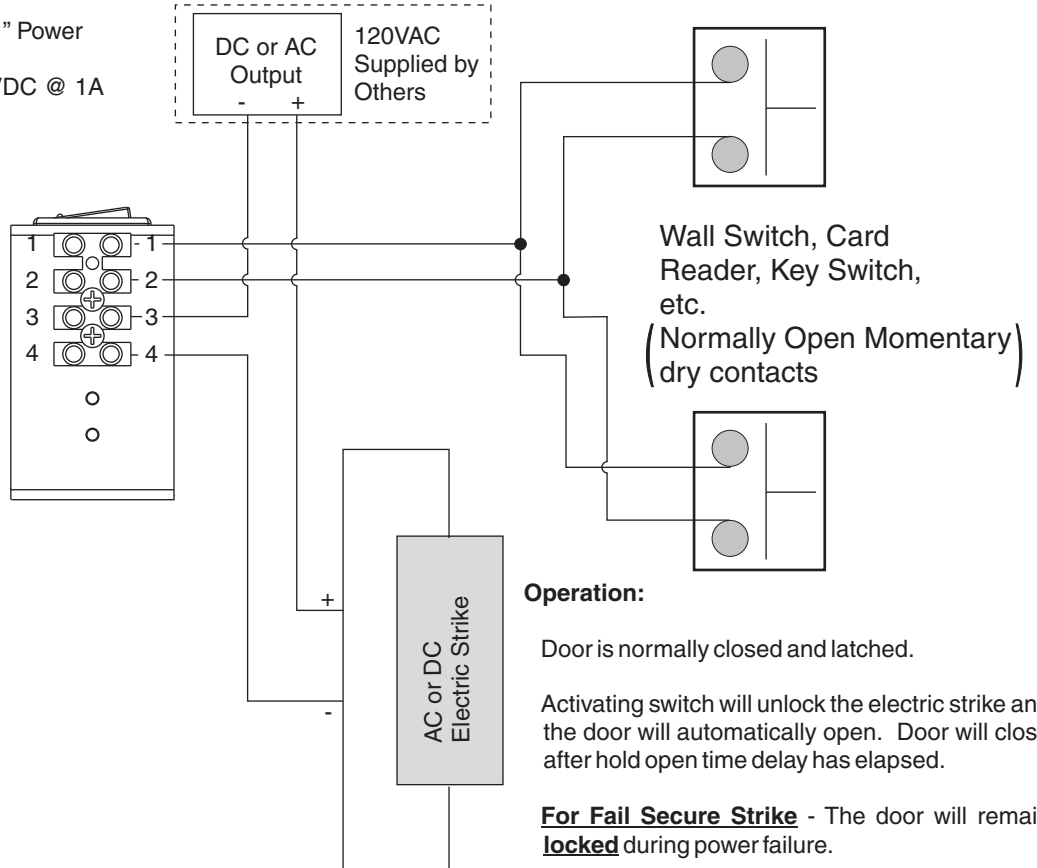 ” Power
VDC @ 1A
DC or AC
Output
- +
120VAC
Supplied by
Others
1 1
2 2
3 3
4 4
Wall Switch, Card
Reader, Key Switch,
etc.
(Normally Open Momentary)
dry contacts
+
-
AC or DC
Electric Strike
Operation:
Door is normally closed and latched.
Activating switch will unlock the electric strike an
the door will automatically open. Door will clos
after hold open time delay has elapsed.
For Fail Secure Strike - The door will remai
locked during power failure.